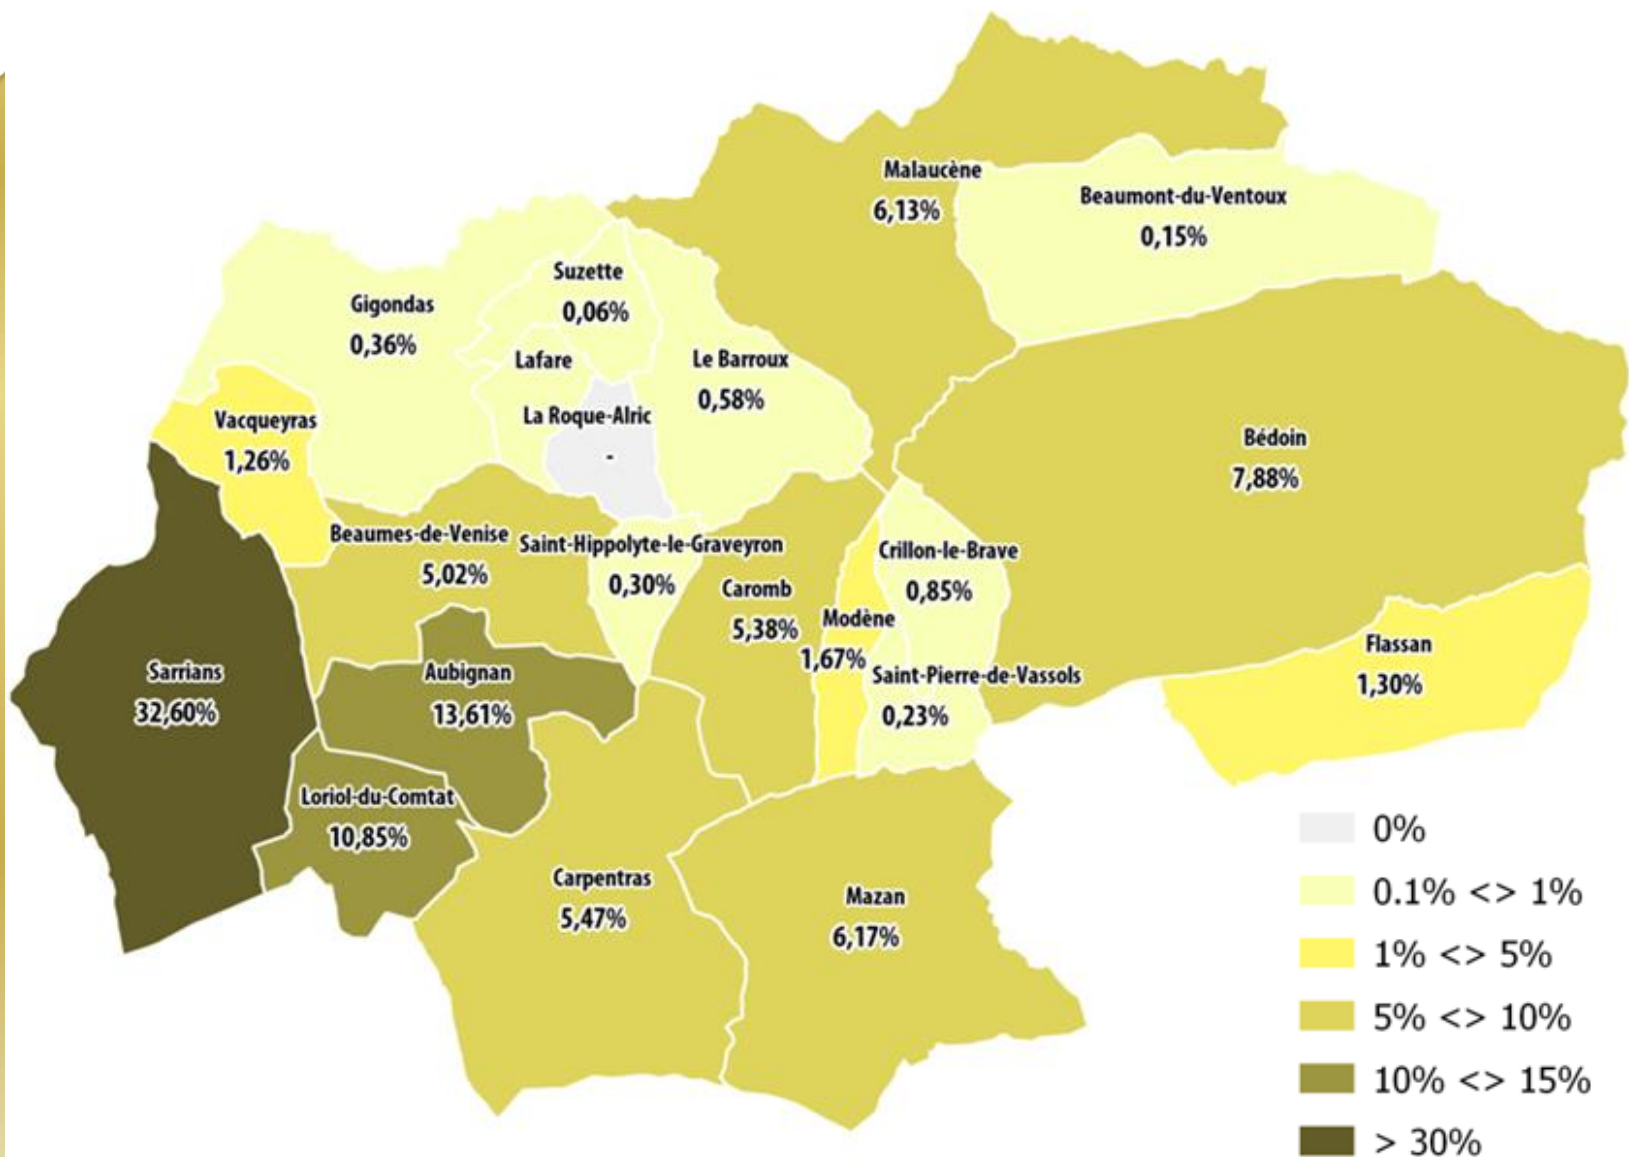 Malaucène
6,13%
Beaumont-du-Ventoux
0,15%
Suzette
0,06%
Gigondas
0,36%
Lafare
Le Barroux
0,58%
La Roque-Alric
-
Vacqueyras
1,26%
Bédoin
7,88%
Beaumes-de-Venise
5,02%
Saint-Hippolyte-le-Graveyron
0,30%
Crillon-le-Brave
0,85%
Caromb
5,38%
Modène
1,67%
Saint-Pierre-de-Vassols
0,23%
Flassan
1,30%
Sarrians
32,60%
Aubignan
13,61%
Loriol-du-Comtat
10,85%
Carpentras
5,47%
Mazan
6,17%
0%
0.1% <> 1%
1% <> 5%
5% <> 10%
10% <> 15%
> 30%